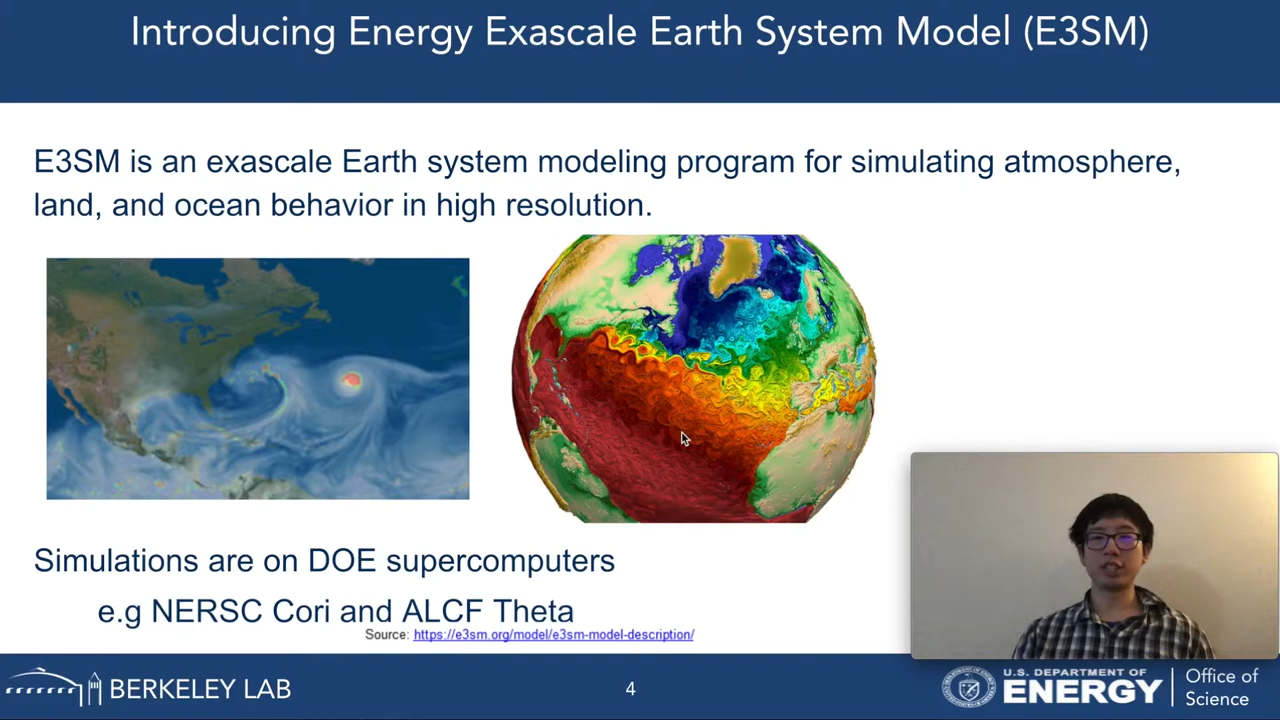 Introducing Energy Exascale Earth System Model (E3SM)
E3SM is an exascale Earth system modeling program for simulating atmosphere,
land, and ocean behavior in high resolution.
Simulations are on DOE supercomputers
e.g NERSC Cori and ALCF Theta
Source: https://e3sm.org/model/e3sm-model-description/
BERKELEY LAB
4
U.S. DEPARTMENT OF
ENERGY
Office of
Science